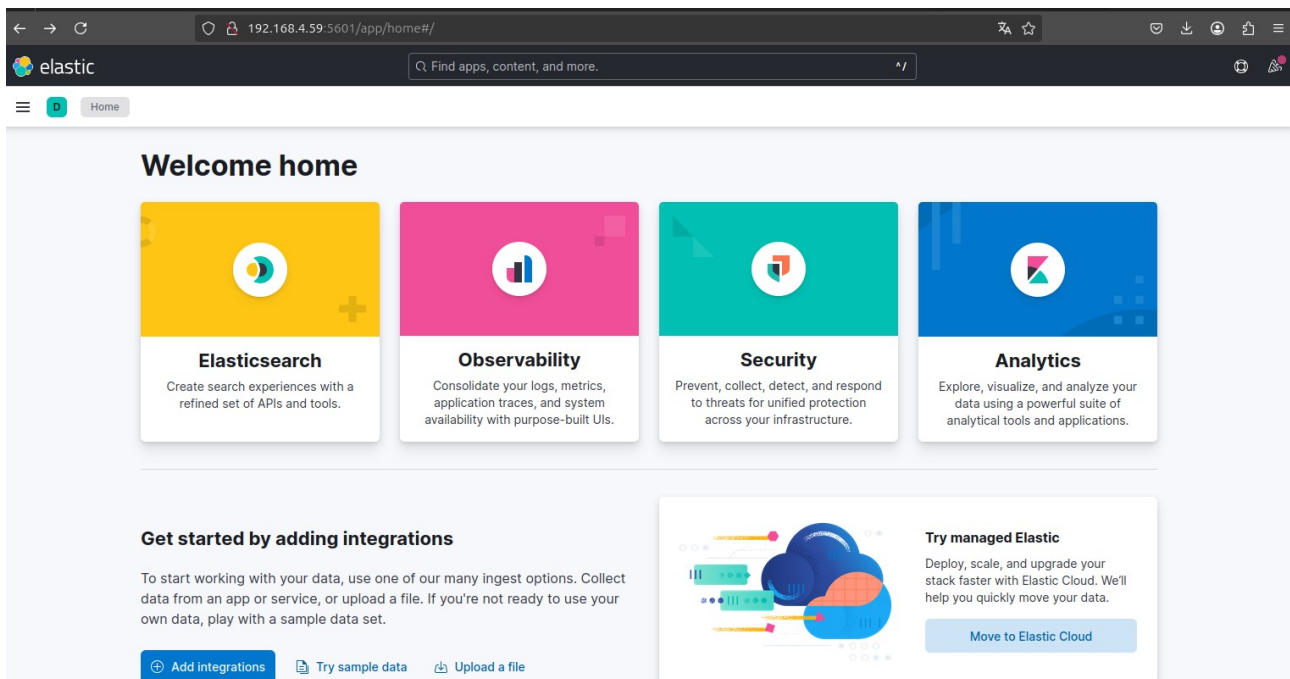 192.168.4.59:5601/app/home#/
elastic
Find apps, content, and more.
^/
D
Home
Welcome home
Elasticsearch
Create search experiences with a
refined set of APIs and tools.
Observability
Consolidate your logs, metrics,
application traces, and system
availability with purpose-built UIs.
Security
Prevent, collect, detect, and respond
to threats for unified protection
across your infrastructure.
Analytics
Explore, visualize, and analyze your
data using a powerful suite of
analytical tools and applications.
Get started by adding integrations
To start working with your data, use one of our many ingest options. Collect
data from an app or service, or upload a file. If you're not ready to use your
own data, play with a sample data set.
Add integrations
Try sample data
Upload a file
Try managed Elastic
Deploy, scale, and upgrade your
stack faster with Elastic Cloud. We'll
help you quickly move your data.
Move to Elastic Cloud